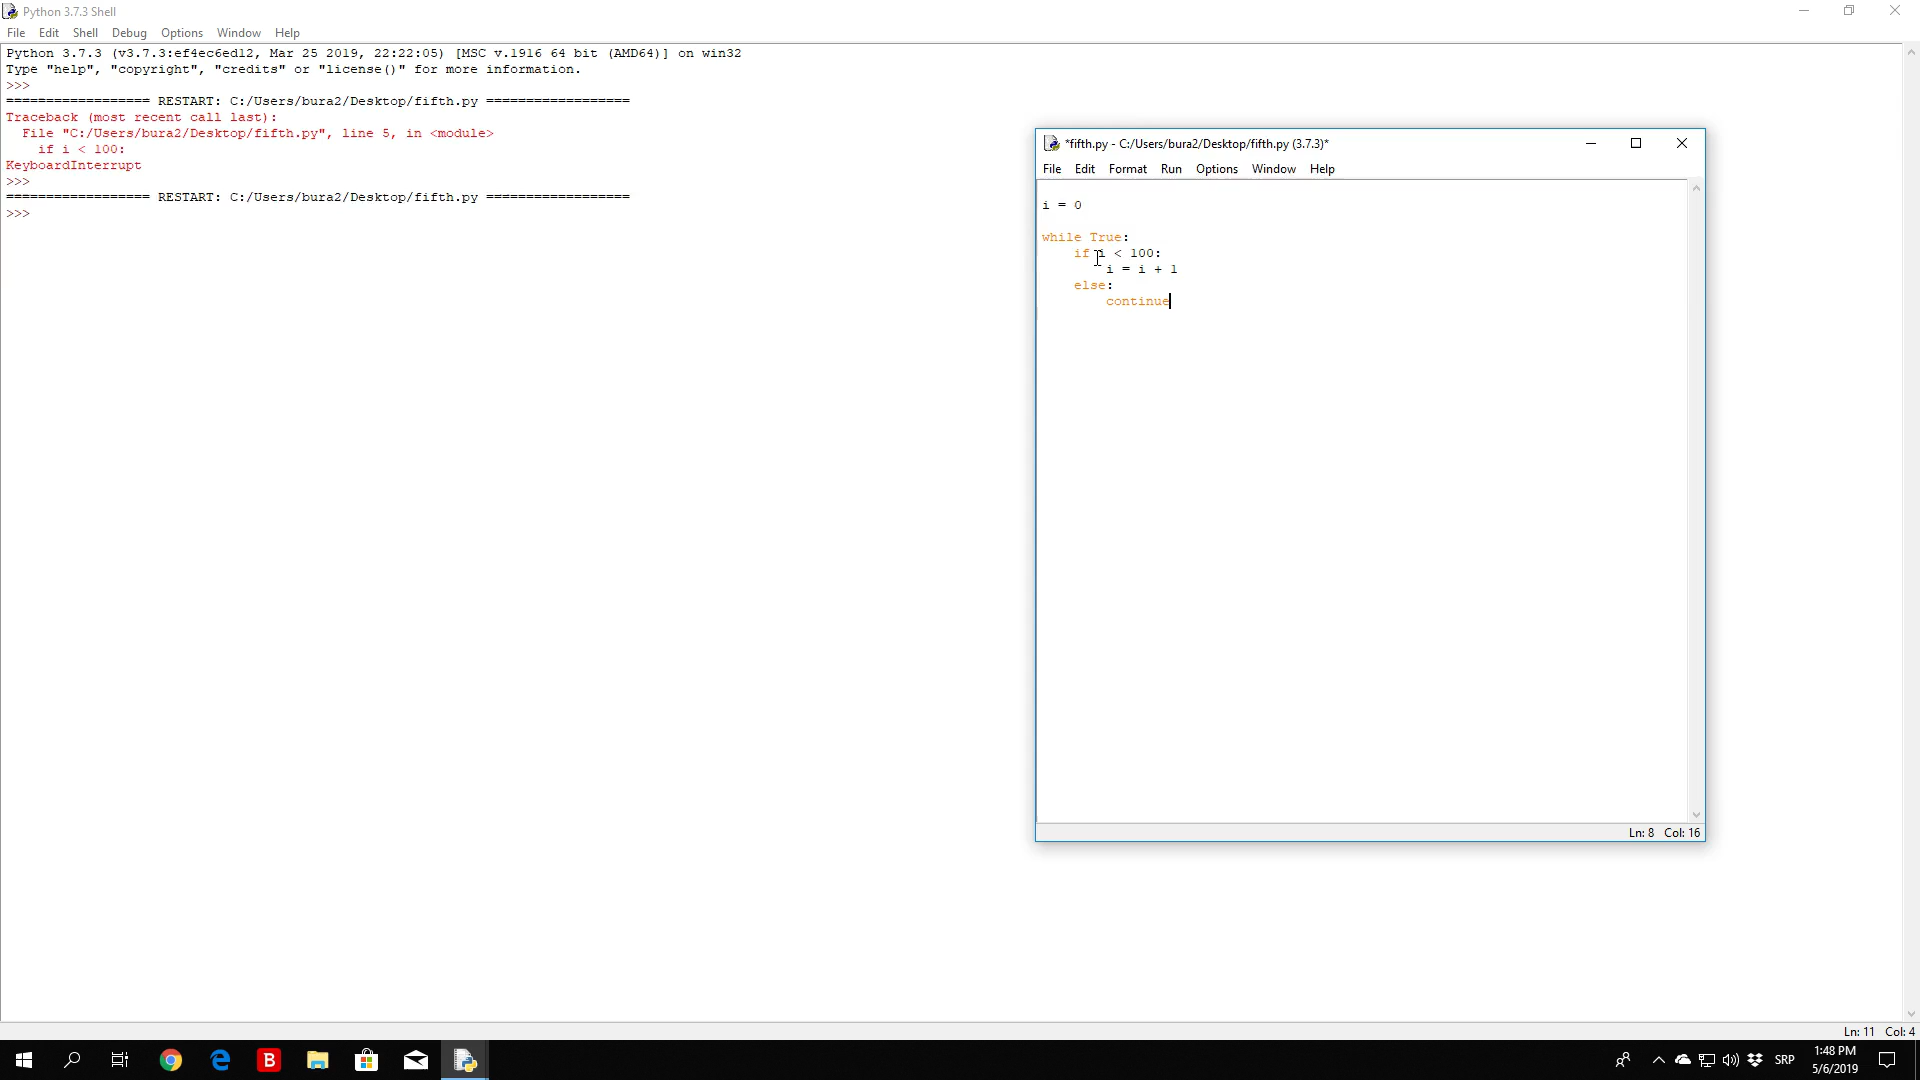 Python 3.7.3 Shell
File Edit Shell Debug Options Window Help
Python 3.7.3 (v3.7.3:ef4ec6ed12, Mar 25 2019, 22:22:05) [MSC v.1916 64 bit (AMD64)] on win32
Type "help", "copyright", "credits" or "license()" for more information.
>>>
================== RESTART: C:/Users/bura2/Desktop/fifth.py ==================
Traceback (most recent call last):
  File "C:/Users/bura2/Desktop/fifth.py", line 5, in <module>
    if i < 100:
KeyboardInterrupt
>>>
================== RESTART: C:/Users/bura2/Desktop/fifth.py ==================
>>>
*fifth.py - C:/Users/bura2/Desktop/fifth.py (3.7.3)*
File Edit Format Run Options Window Help
i = 0
while True:
    if i < 100:
        i = i + 1
    else:
        continue
Ln: 8 Col: 16
Ln: 11 Col: 4
B
SRP
1:48 PM
5/6/2019